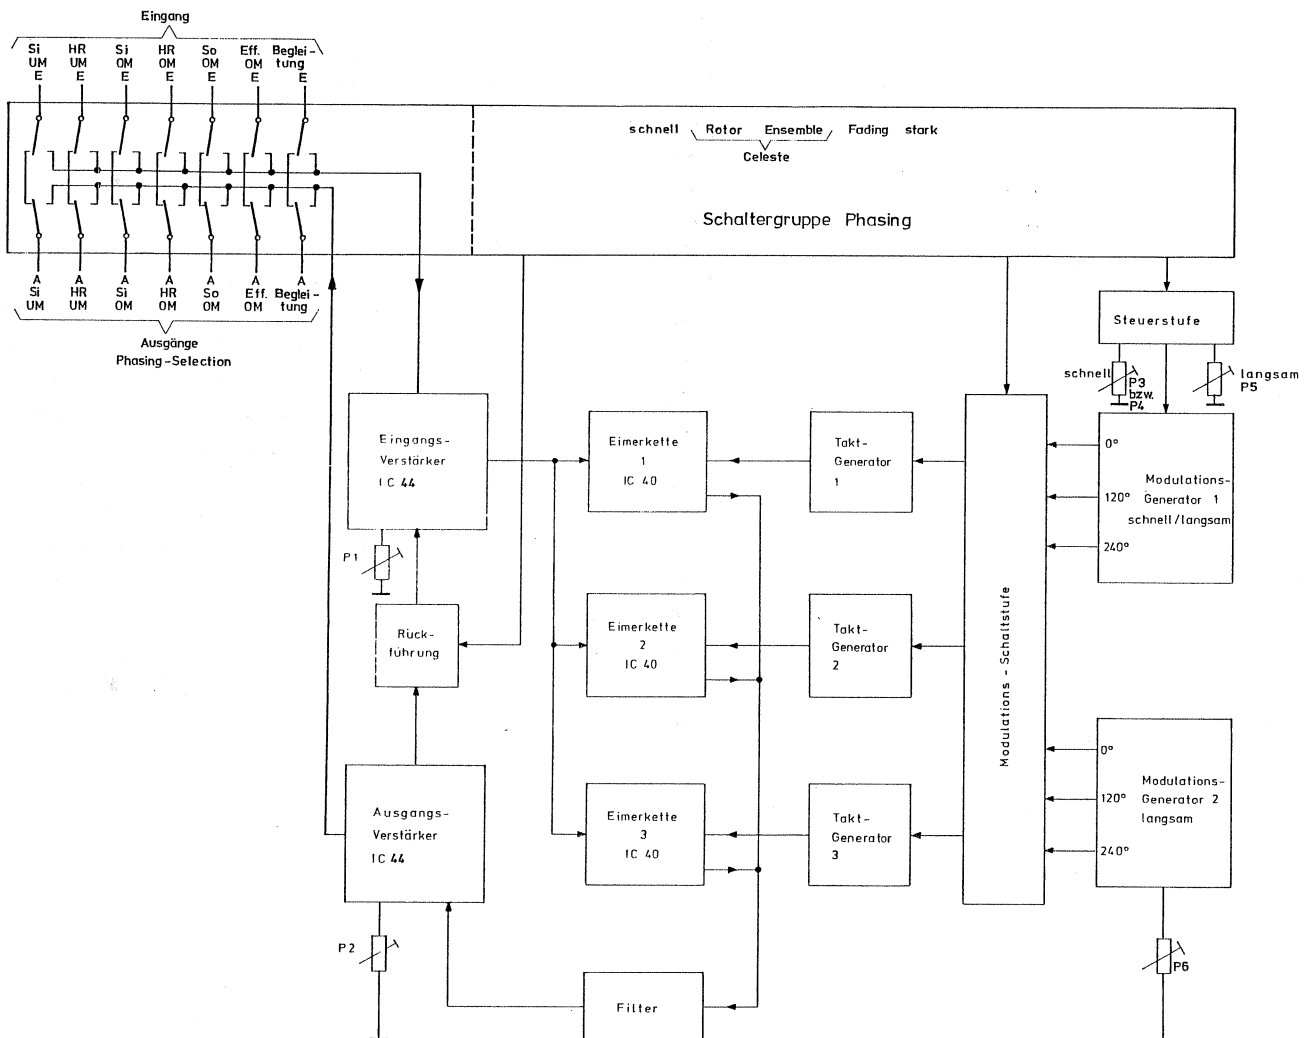 Eingang
Si HR Si HR So Eff. Beglei-
UM UM OM OM OM OM tung
E E E E E E E
schnell Rotor Ensemble Fading stark
Celeste
Schaltergruppe Phasing
A A A A A A A
Si HR Si HR So Eff. Beglei-
UM UM OM OM OM OM tung
Ausgänge
Phasing-Selection
Steuerstufe
schnell
P3
bzw.
P4
langsam
P5
Eingangs-
Verstärker
IC 44
P1
Rück-
führung
Ausgangs-
Verstärker
IC 44
P2
Eimerkette
1
IC 40
Eimerkette
2
IC 40
Eimerkette
3
IC 40
Filter
Takt-
Generator
1
Takt-
Generator
2
Takt-
Generator
3
Modulations - Schaltstufe
0°
120°
240°
Modulations-
Generator 1
schnell/langsam
0°
120°
240°
Modulations-
Generator 2
langsam
P6